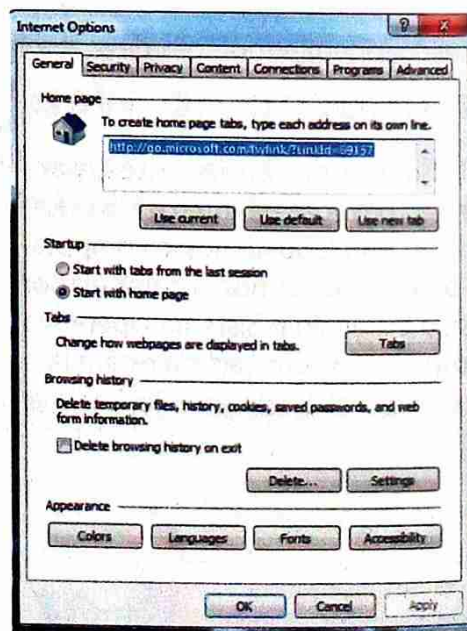 Internet Options
General Security Privacy Content Connections Programs Advanced
Home page
To create home page tabs, type each address on its own line.
http://go.microsoft.com/fwlink/?LinkId=69157
Use current Use default Use new tab
Startup
Start with tabs from the last session
Start with home page
Tabs
Change how webpages are displayed in tabs. Tabs
Browsing history
Delete temporary files, history, cookies, saved passwords, and web
form information.
Delete browsing history on exit
Delete... Settings
Appearance
Colors Languages Fonts Accessibility
OK Cancel Apply